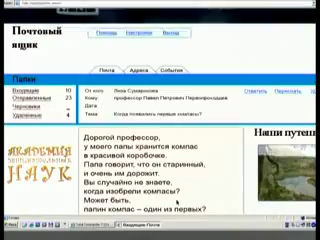 Почтовый
ящик
Помощь Настройки Выход
Почта Адреса События
Папки
Входящие 10
Отправленные 23
Черновики
Удалённые 4
От кого Лиза Сумарокова
Кому профессор Павел Петрович Первопроходцев
Дата
Тема Когда появились первые компасы?
Ответить Переслать
АКАДЕМИЯ
НАУК
Дорогой профессор,
у моего папы хранится компас
в красивой коробочке.
Папа говорит, что он старинный,
и очень им дорожит.
Вы случайно не знаете,
когда изобрели компасы?
Может быть,
папин компас – один из первых?
Наши путеш
Входящие-Почта